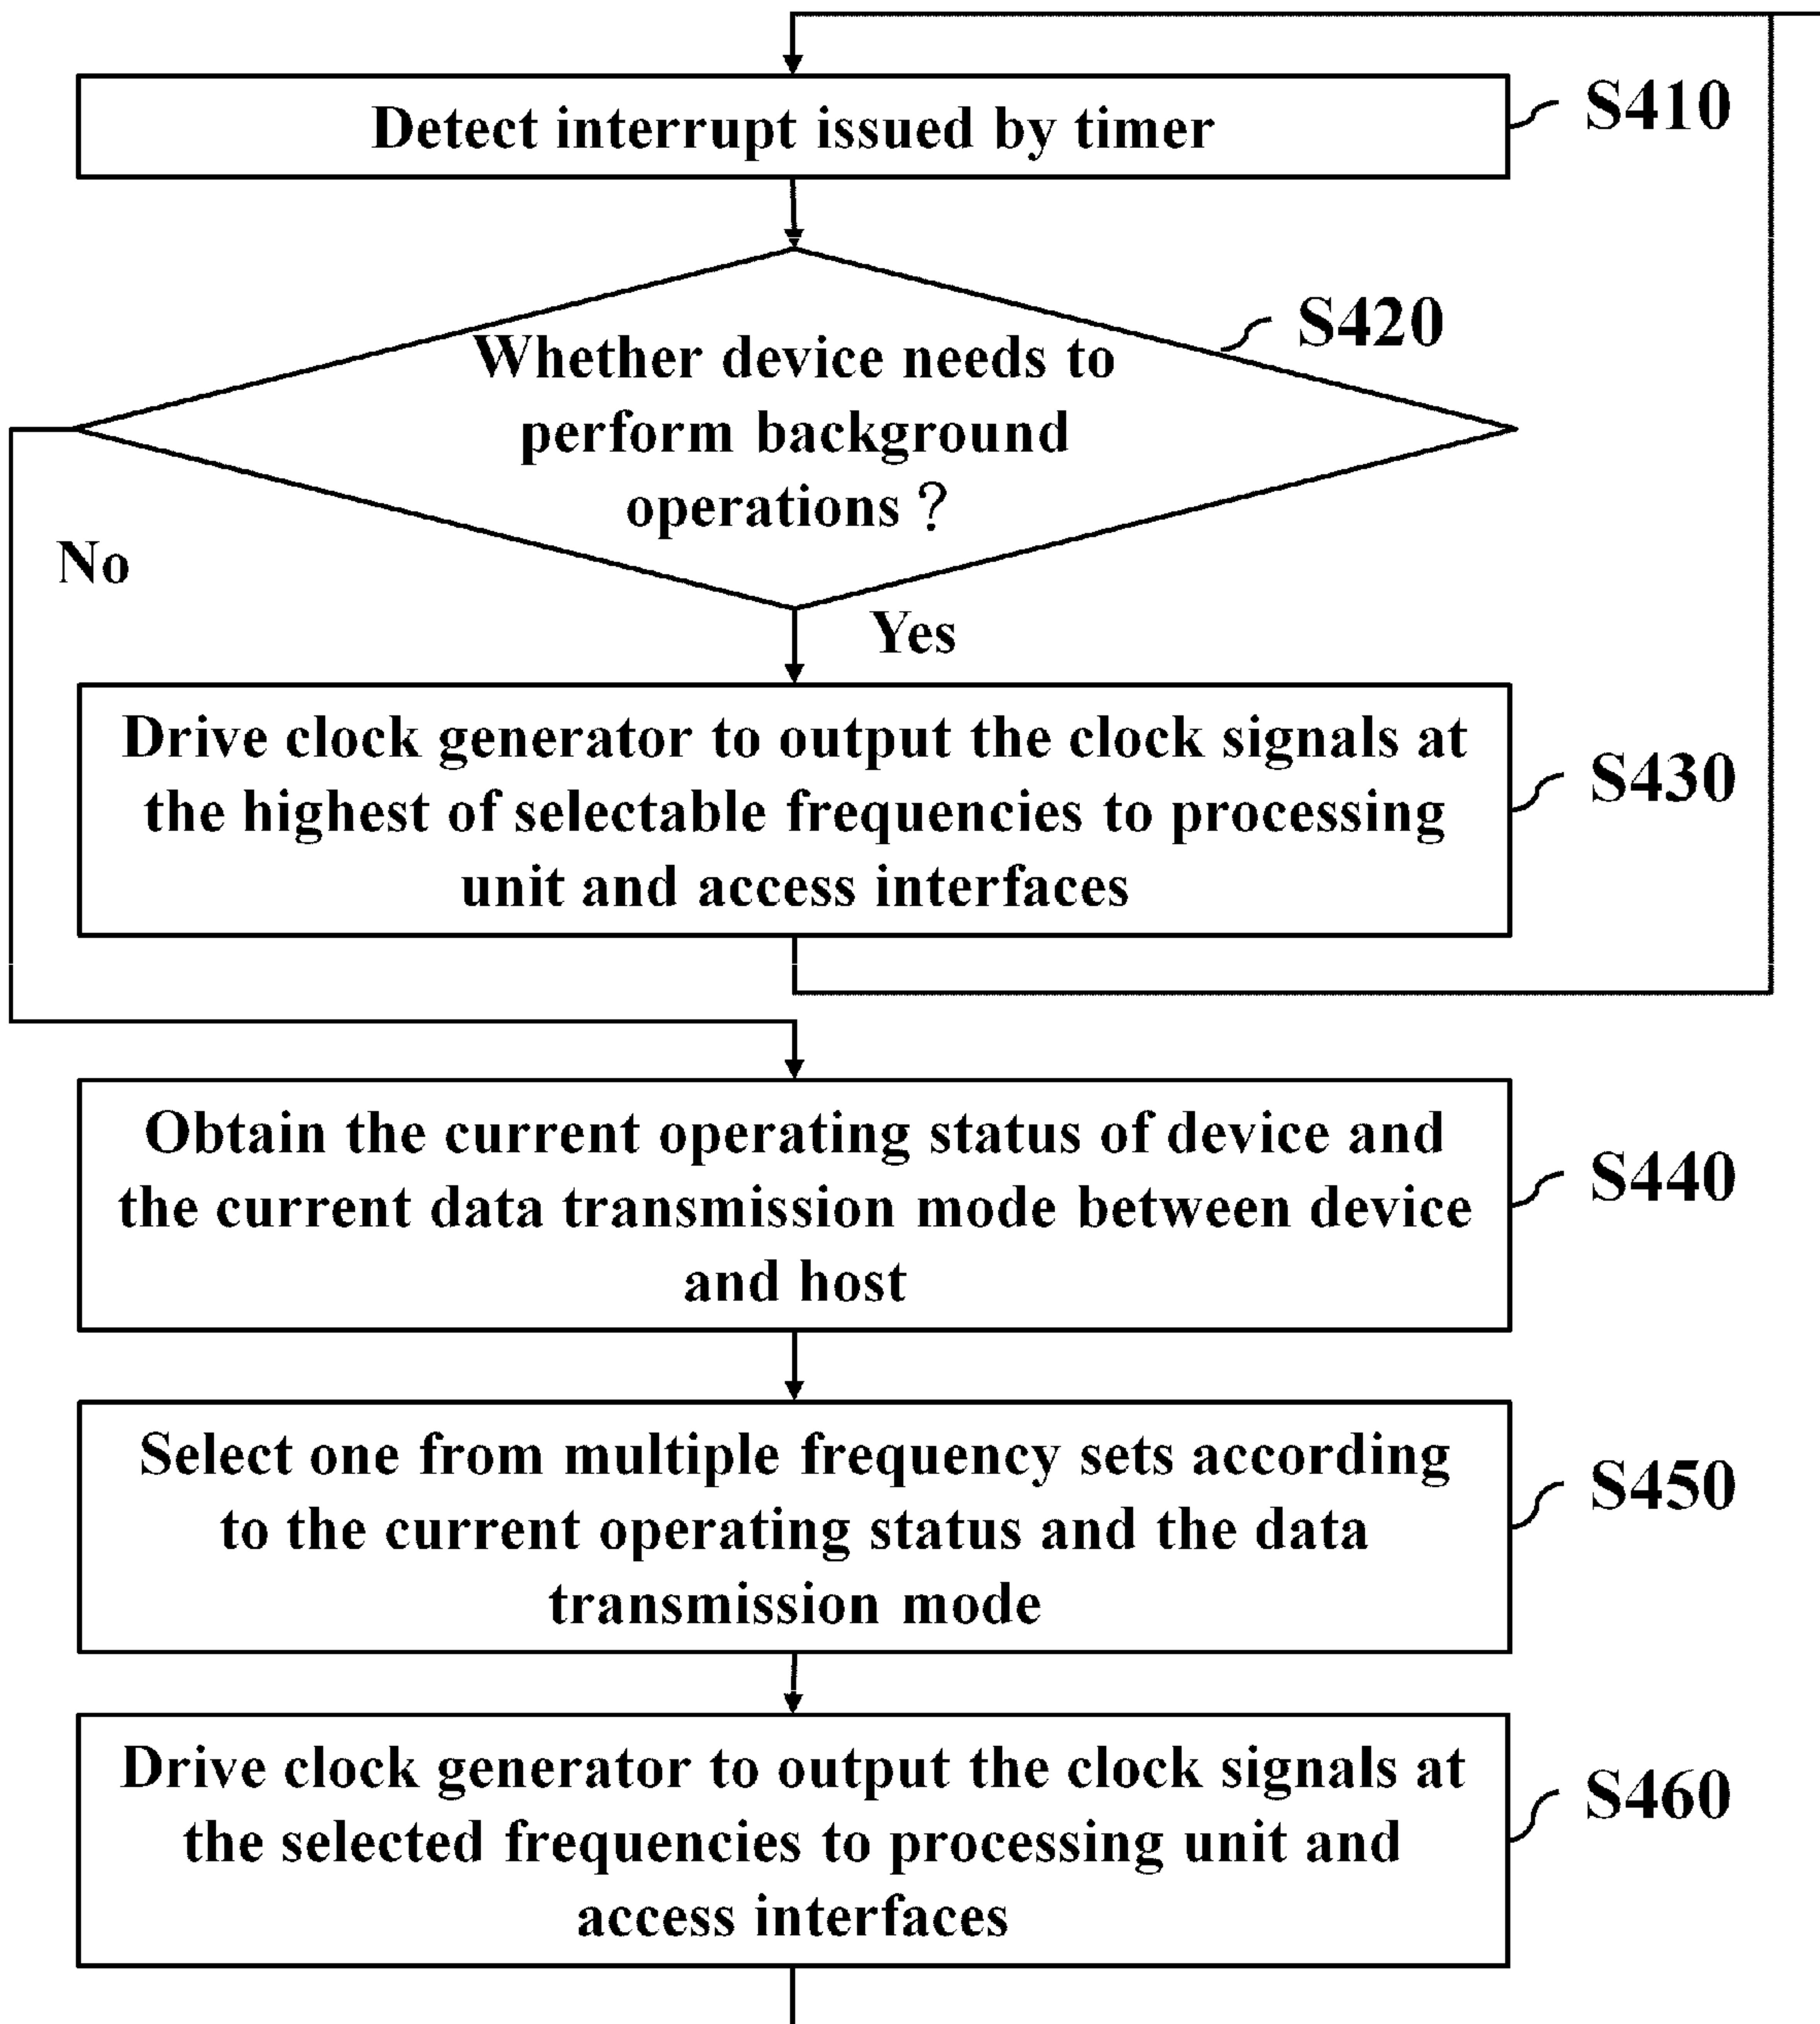 Detect interrupt issued by timer
S410
S420
Whether device needs to
perform background
operations ?
No
Yes
Drive clock generator to output the clock signals at
the highest of selectable frequencies to processing
unit and access interfaces
S430
Obtain the current operating status of device and
the current data transmission mode between device
and host
S440
Select one from multiple frequency sets according
to the current operating status and the data
transmission mode
S450
Drive clock generator to output the clock signals at
the selected frequencies to processing unit and
access interfaces
S460